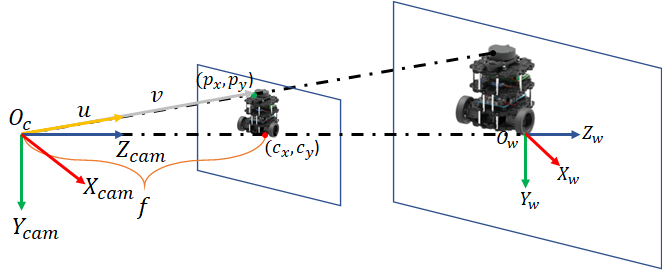 (p_x, p_y)
u
v
O_c
O_w
Z_w
Z_cam
(c_x, c_y)
X_w
X_cam
f
Y_w
Y_cam